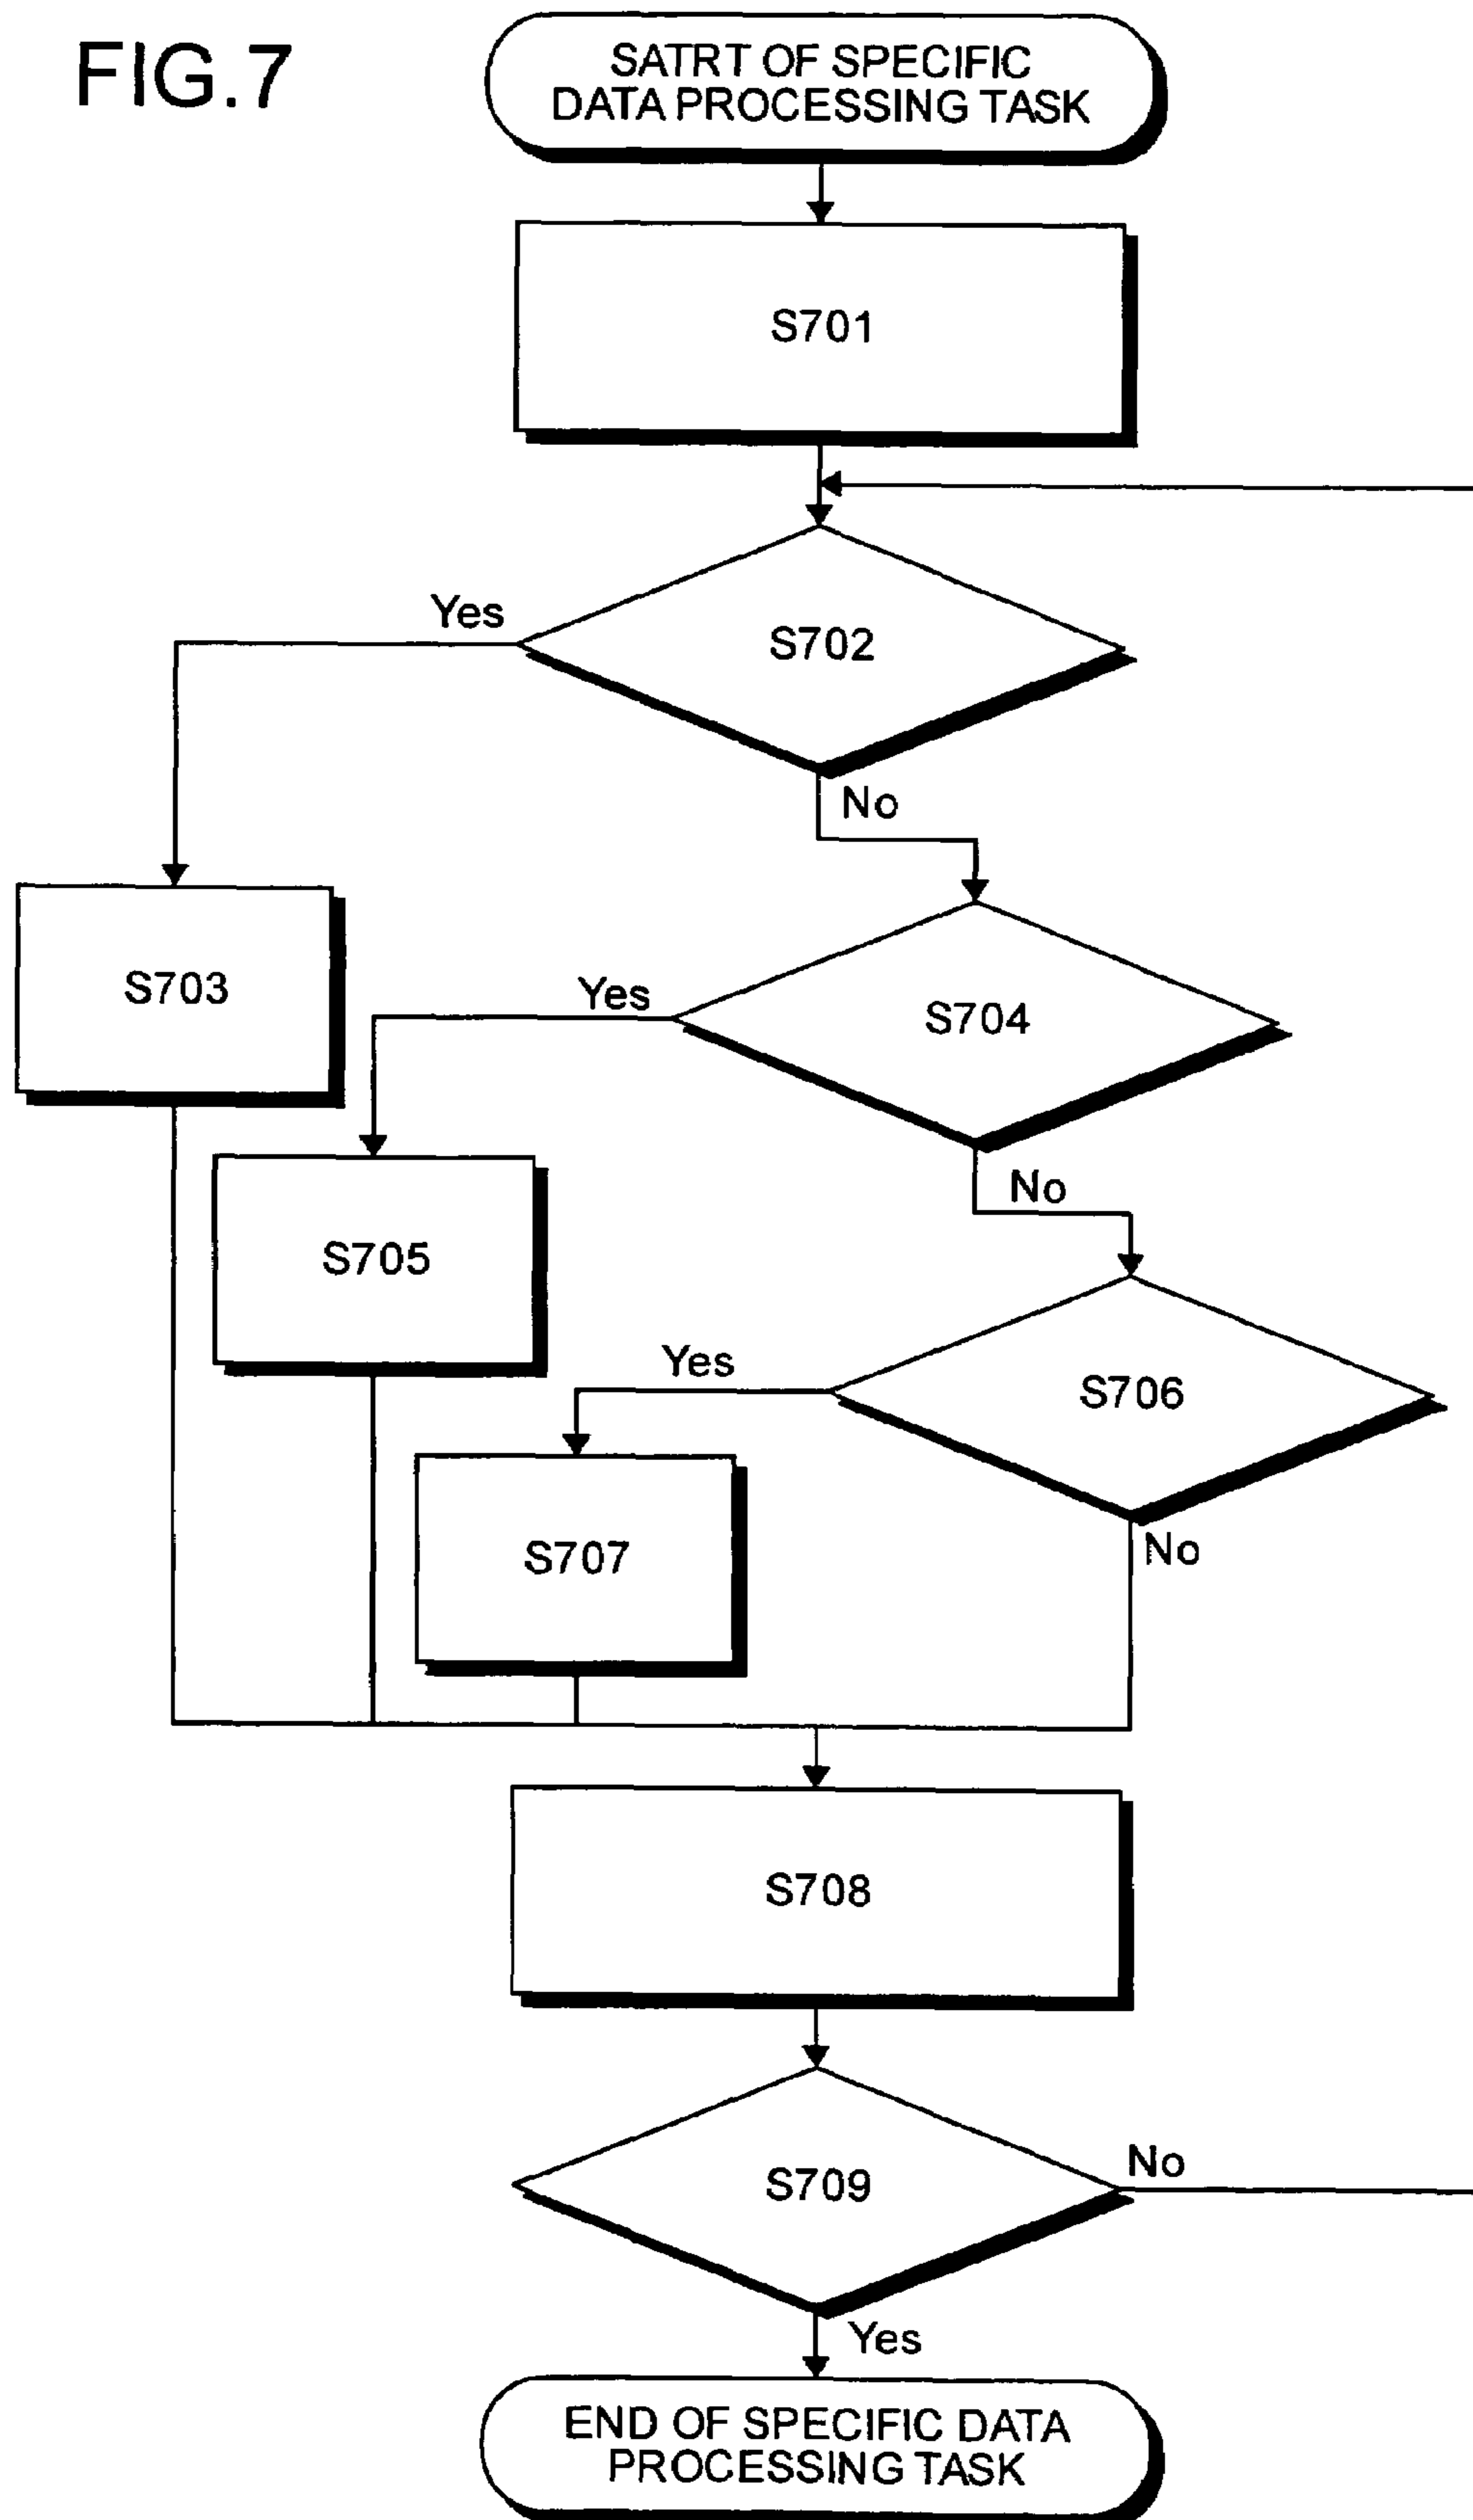 FIG.7
SATRT OF SPECIFIC
DATA PROCESSING TASK
S701
Yes
S702
No
S703
Yes
S704
No
S705
Yes
S706
S707
No
S708
No
S709
Yes
END OF SPECIFIC DATA
PROCESSING TASK